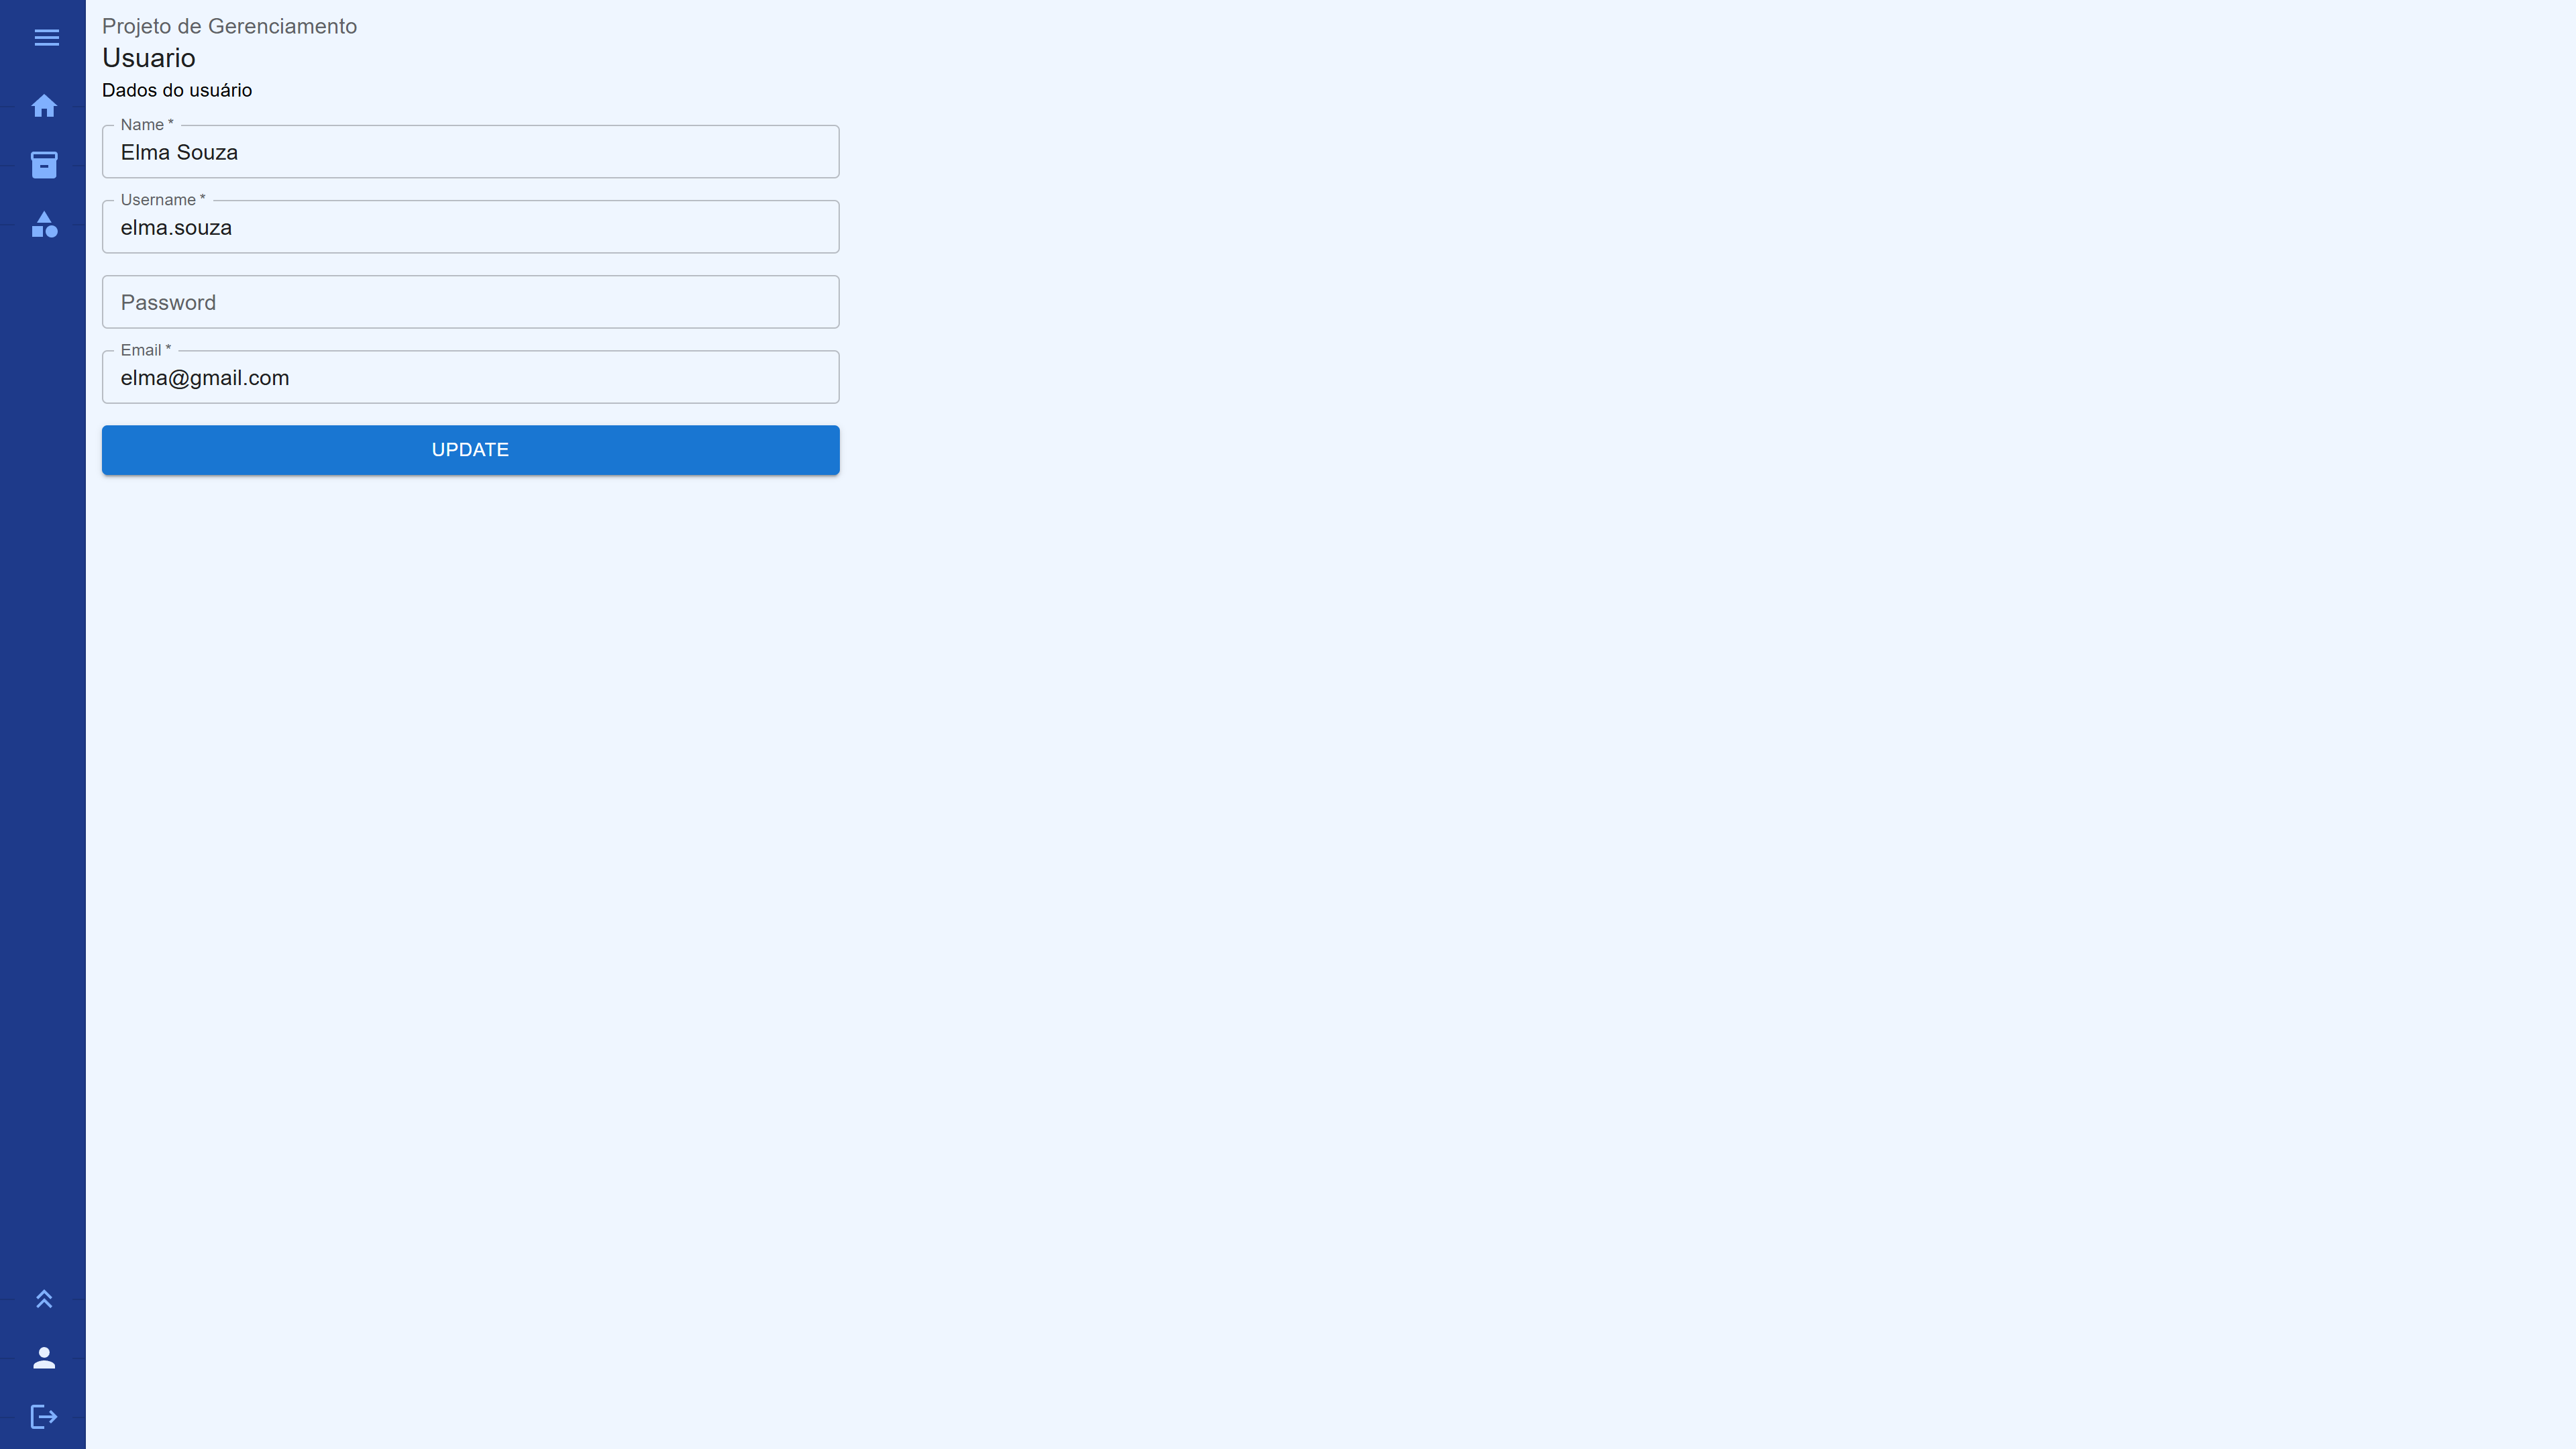 Projeto de Gerenciamento
Usuario
Dados do usuário
Name *
Elma Souza
Username *
elma.souza
Password
Email *
elma@gmail.com
UPDATE